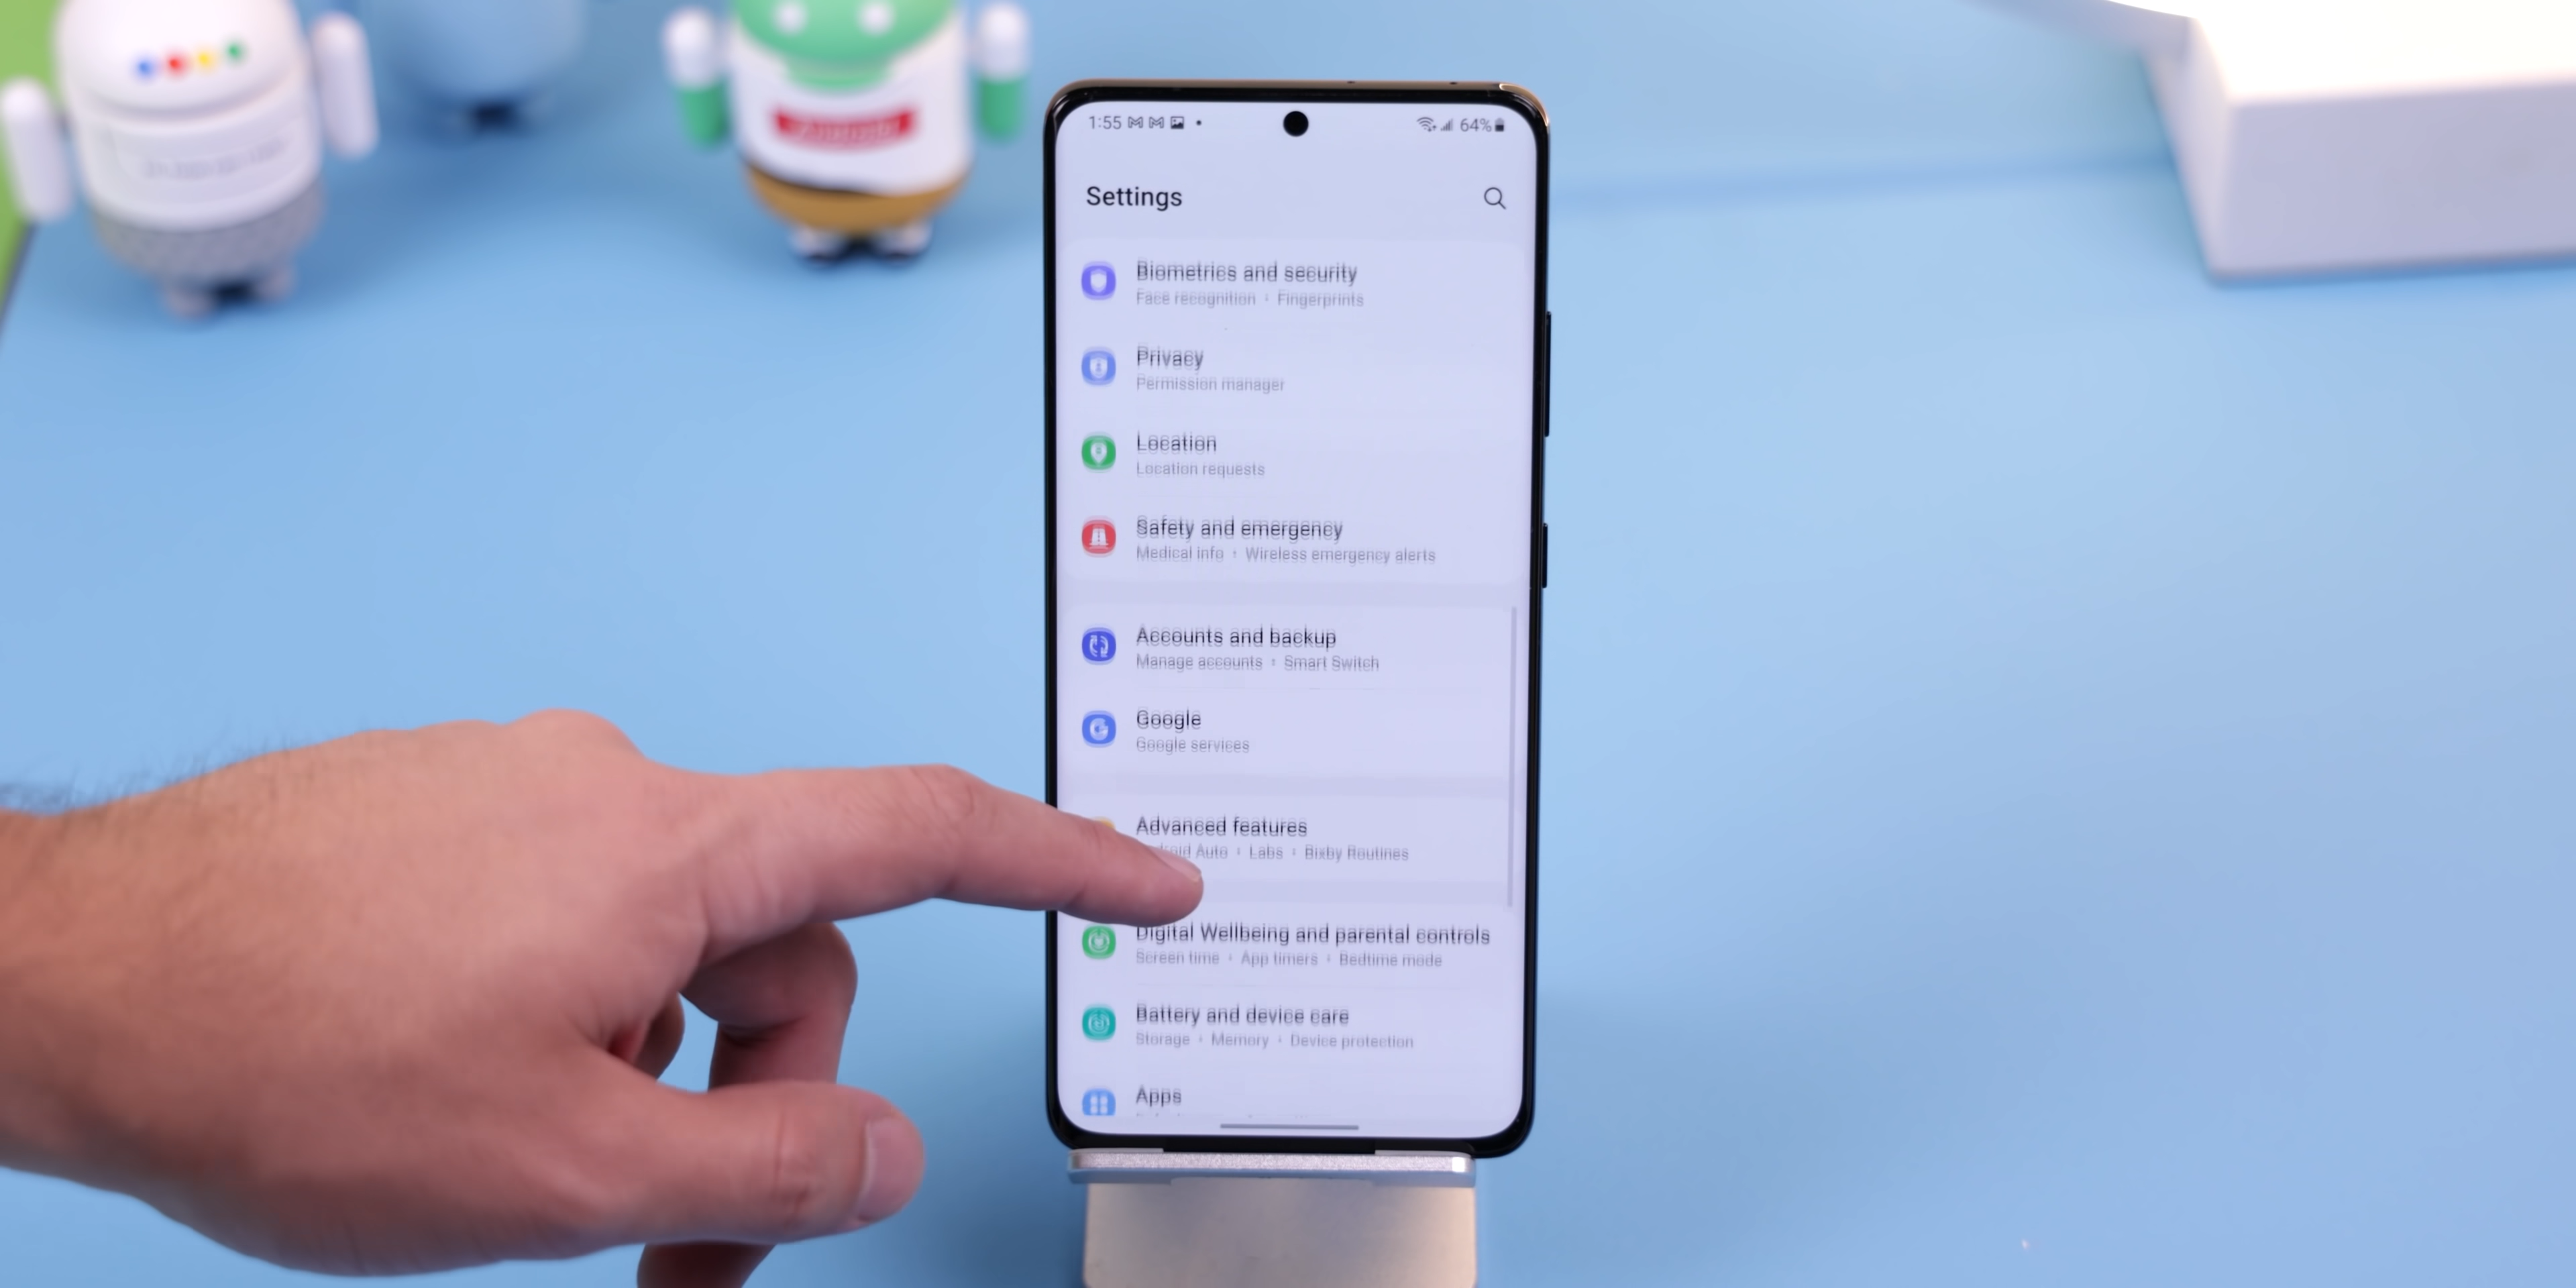 1:55
64%
Settings
Biometrics and security
Face recognition • Fingerprints
Privacy
Permission manager
Location
Location requests
Safety and emergency
Medical info • Wireless emergency alerts
Accounts and backup
Manage accounts • Smart Switch
Google
Google services
Advanced features
Auto • Labs • Bixby Routines
Digital Wellbeing and parental controls
Screen time • App timers • Bedtime mode
Battery and device care
Storage • Memory • Device protection
Apps